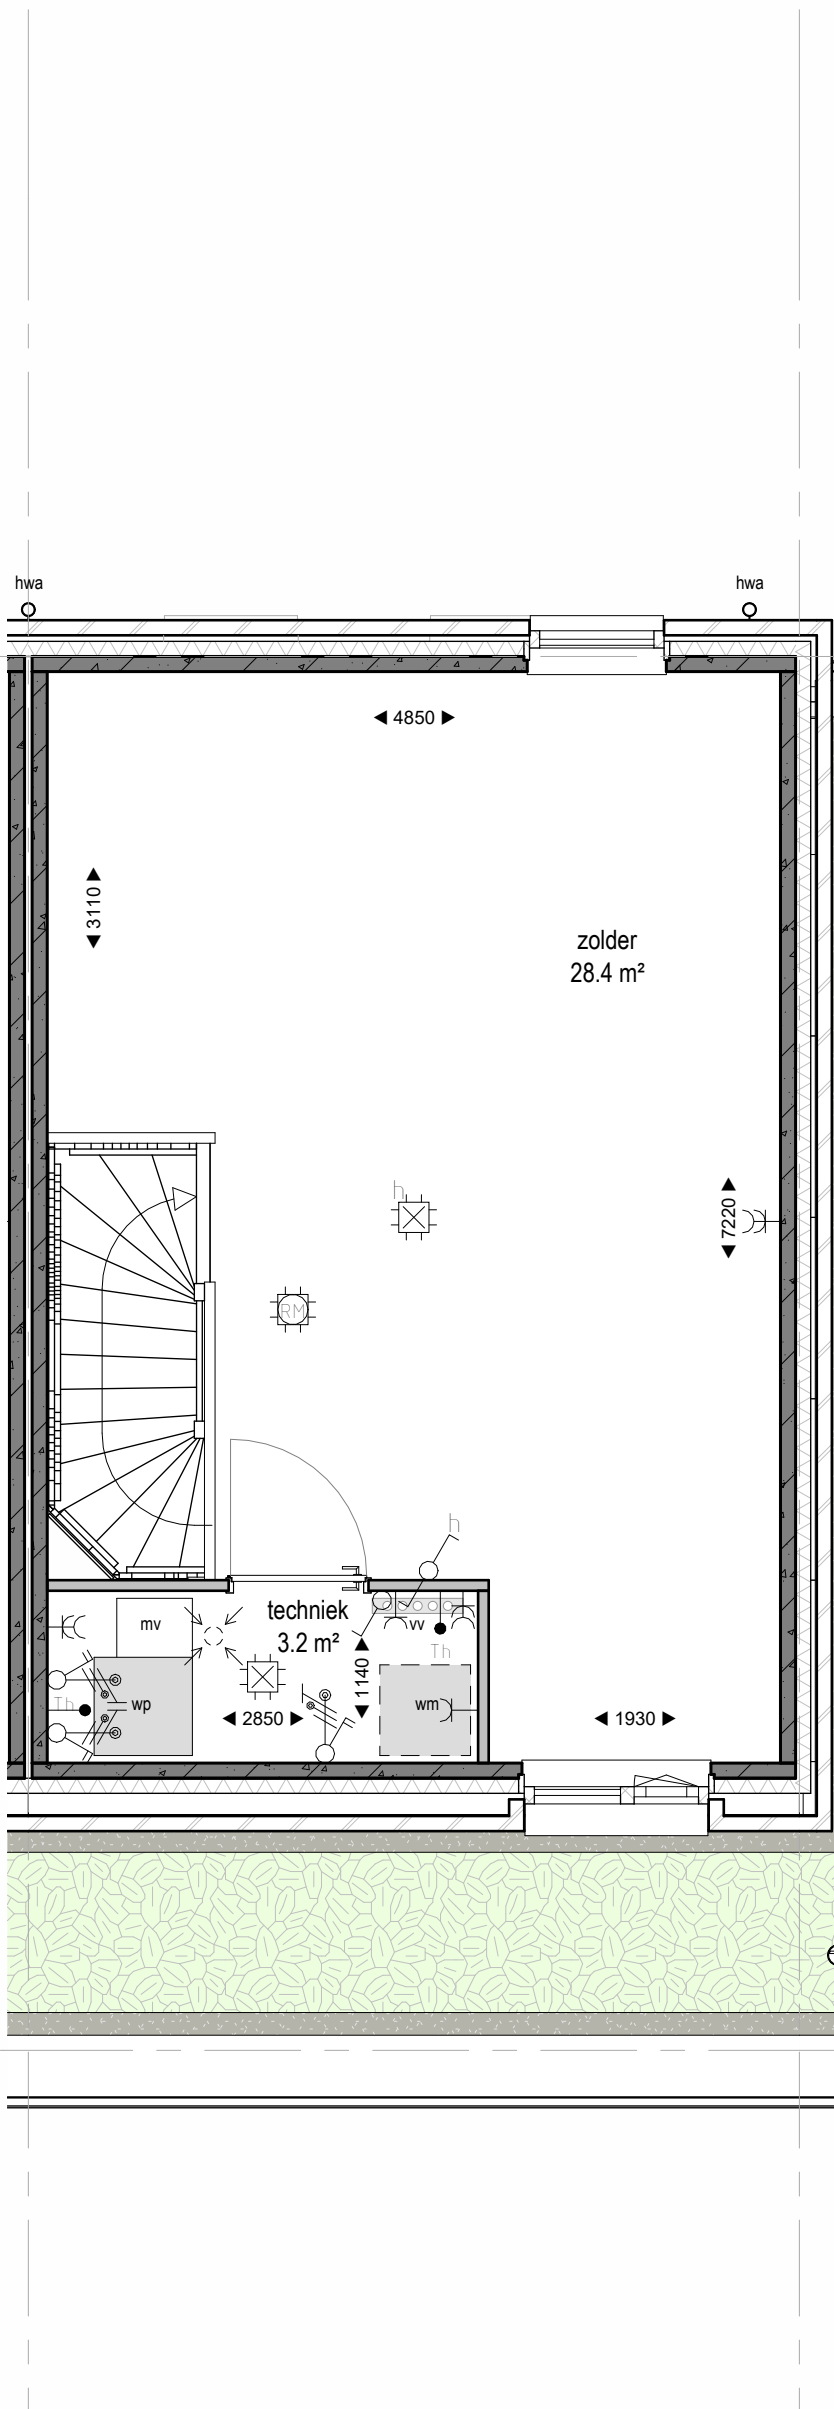 hwa
hwa
4850
3110
zolder
28.4 m²
h
7220
RM
h
techniek
3.2 m²
mv
vv
Th
1140
Th
wp
wm
2850
1930